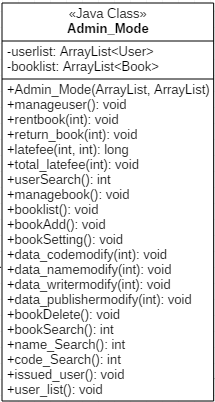 «Java Class»
Admin_Mode
-userlist: ArrayList<User>
-booklist: ArrayList<Book>
+Admin_Mode(ArrayList, ArrayList)
+manageuser(): void
+rentbook(int): void
+return_book(int): void
+latefee(int, int): long
+total_latefee(int): void
+userSearch(): int
+managebook(): void
+booklist(): void
+bookAdd(): void
+bookSetting(): void
+data_codemodify(int): void
+data_namemodify(int): void
+data_writermodify(int): void
+data_publishermodify(int): void
+bookDelete(): void
+bookSearch(): int
+name_Search(): int
+code_Search(): int
+issued_user(): void
+user_list(): void